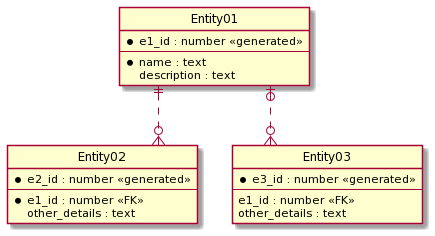 Entity01
e1_id : number «generated»
name : text
description : text
Entity02
e2_id : number «generated»
e1_id : number «FK»
other_details : text
Entity03
e3_id : number «generated»
e1_id : number «FK»
other_details : text